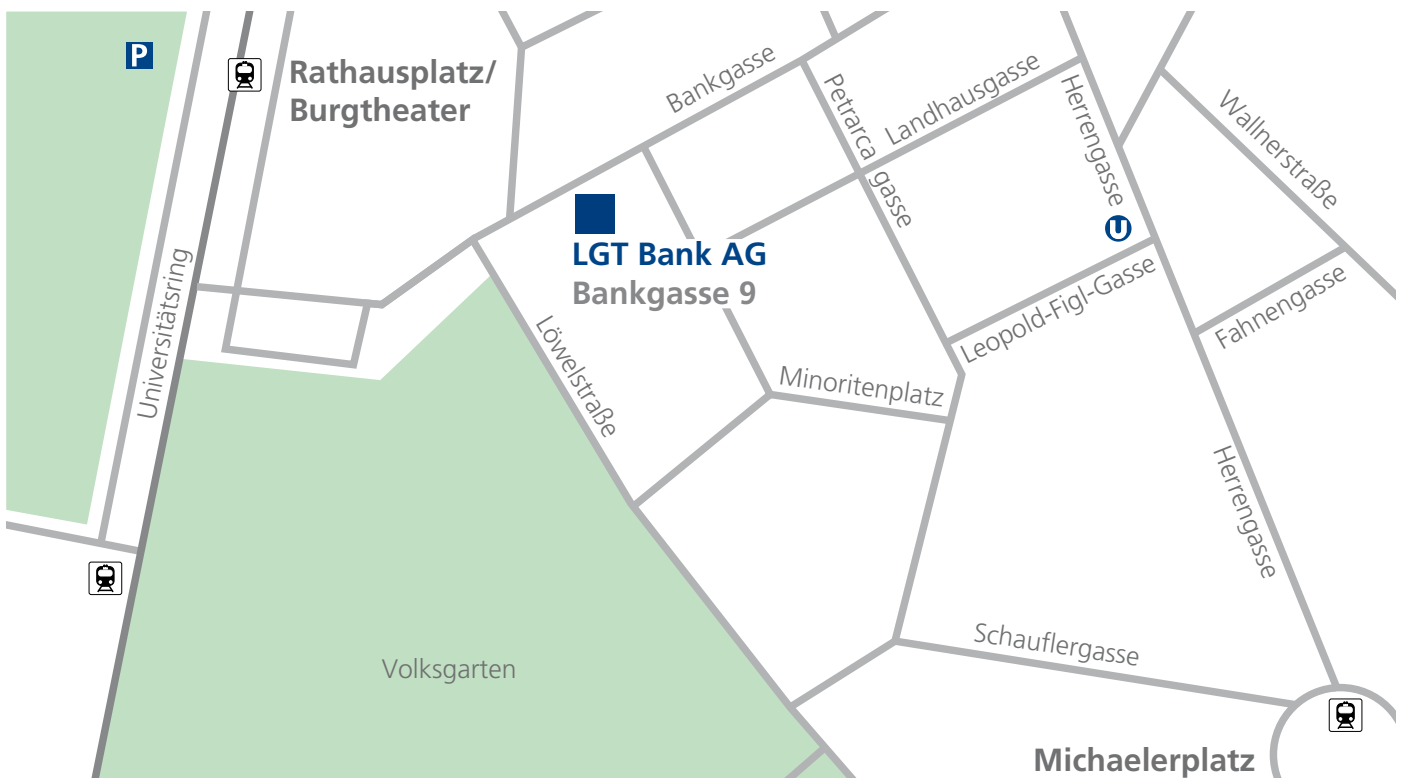 P
Rathausplatz/
Burgtheater
Bankgasse
Petrarca
gasse
Landhausgasse
Herrengasse
Wallnerstraße
U
LGT Bank AG
Bankgasse 9
Universitätsring
Löwelstraße
Leopold-Figl-Gasse
Fahnengasse
Minoritenplatz
Herrengasse
Schauflergasse
Volksgarten
Michaelerplatz